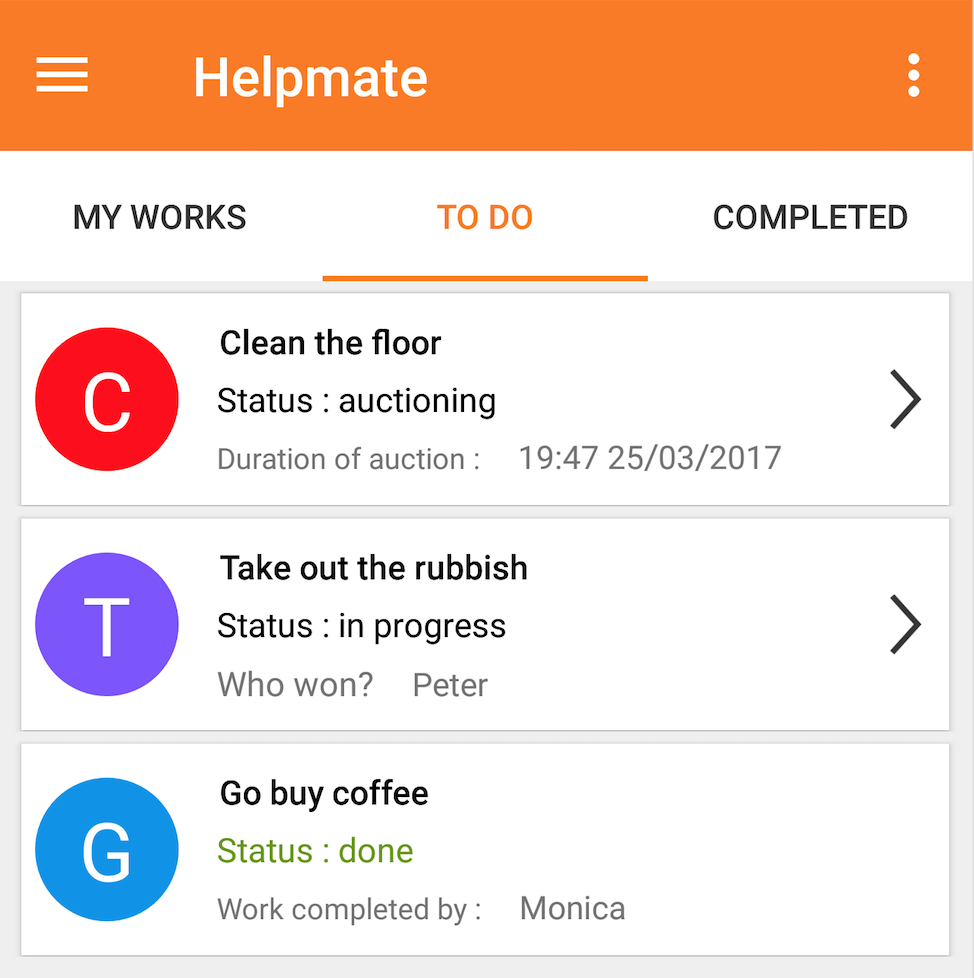 Helpmate
MY WORKS TO DO COMPLETED
C
Clean the floor
Status : auctioning
Duration of auction : 19:47 25/03/2017
T
Take out the rubbish
Status : in progress
Who won? Peter
G
Go buy coffee
Status : done
Work completed by : Monica